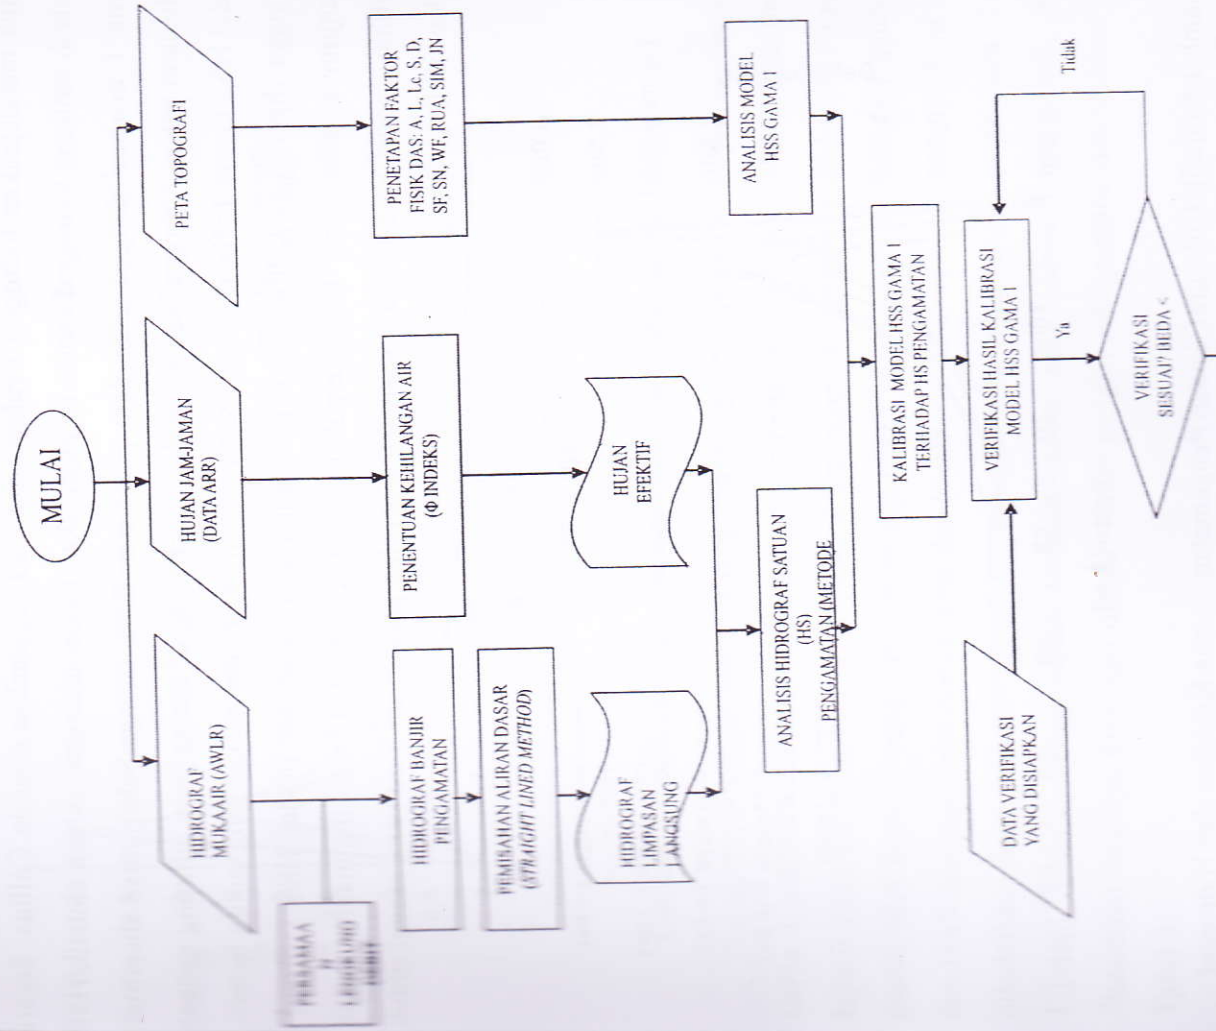 MULAI
HIDROGRAF
MUKAAIR (AWLR)
HUJAN JAM-JAMAN
(DATA ARR)
PETA TOPOGRAFI
PERSAMAA
N
LENGKUNG
DEBIT
HIDROGRAF BANJIR
PENGAMATAN
PENENTUAN KEHILANGAN AIR
(Φ INDEKS)
PENETAPAN FAKTOR
FISIK DAS: A, L, Lc, S, D,
SF, SN, WF, RUA, SIM, JN
PEMISAHAN ALIRAN DASAR
(STRAIGHT LINED METHOD)
HIDROGRAF
LIMPASAN
LANGSUNG
HUJAN
EFEKTIF
ANALISIS HIDROGRAF SATUAN
(HS)
PENGAMATAN (METODE
ANALISIS MODEL
HSS GAMA I
KALIBRASI MODEL HSS GAMA I
TERHADAP HS PENGAMATAN
DATA VERIFIKASI
YANG DISIAPKAN
VERIFIKASI HASIL KALIBRASI
MODEL HSS GAMA I
Ya
Tidak
VERIFIKASI
SESUAI? BEDA <